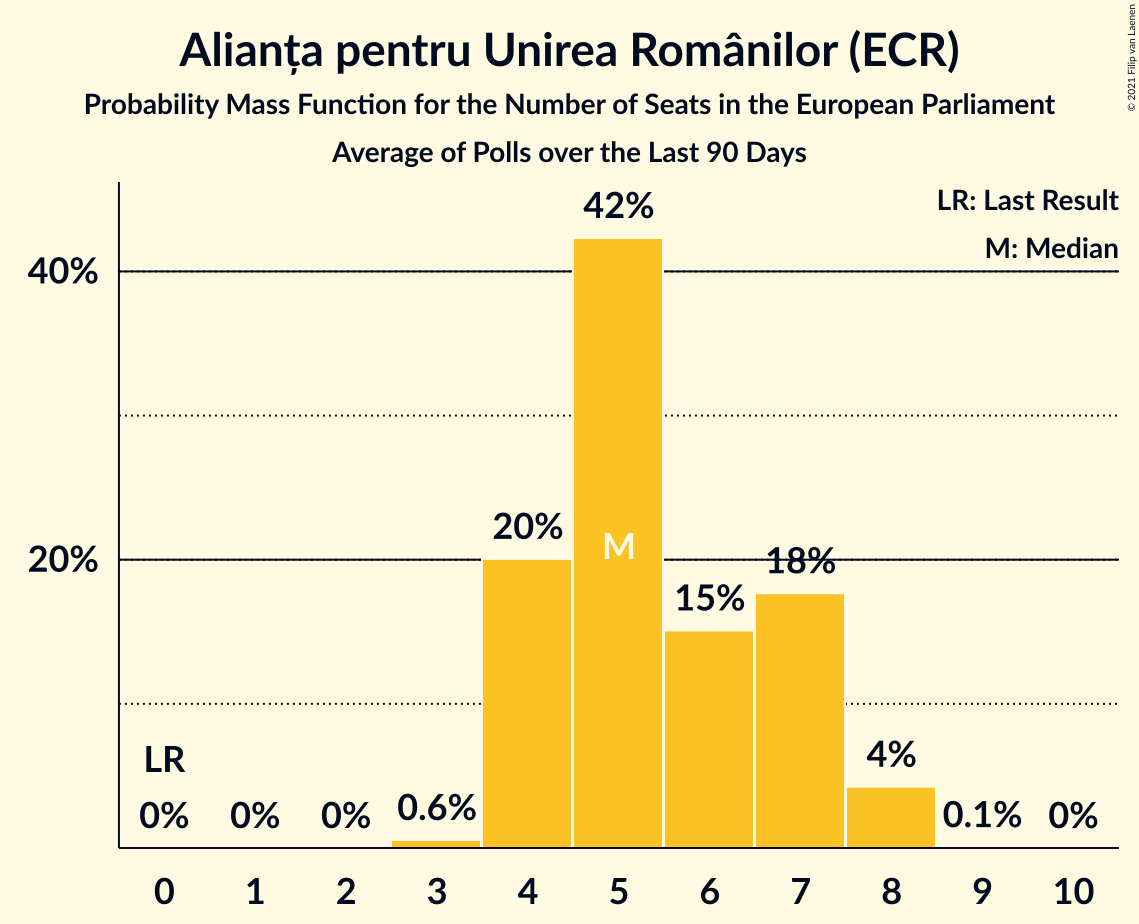 Alianța pentru Unirea Românilor (ECR)
Probability Mass Function for the Number of Seats in the European Parliament
Average of Polls over the Last 90 Days
© 2021 Filip van Laenen
LR: Last Result
M: Median
42%
40%
20%
M
20%
18%
15%
LR
4%
0%
0%
0%
0.6%
0.1%
0%
0 1 2 3 4 5 6 7 8 9 10